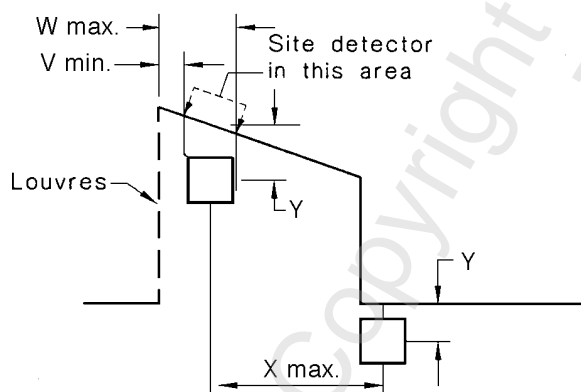 W max.
V min.
Site detector
in this area
Louvres
Y
Y
X max.
Copyright